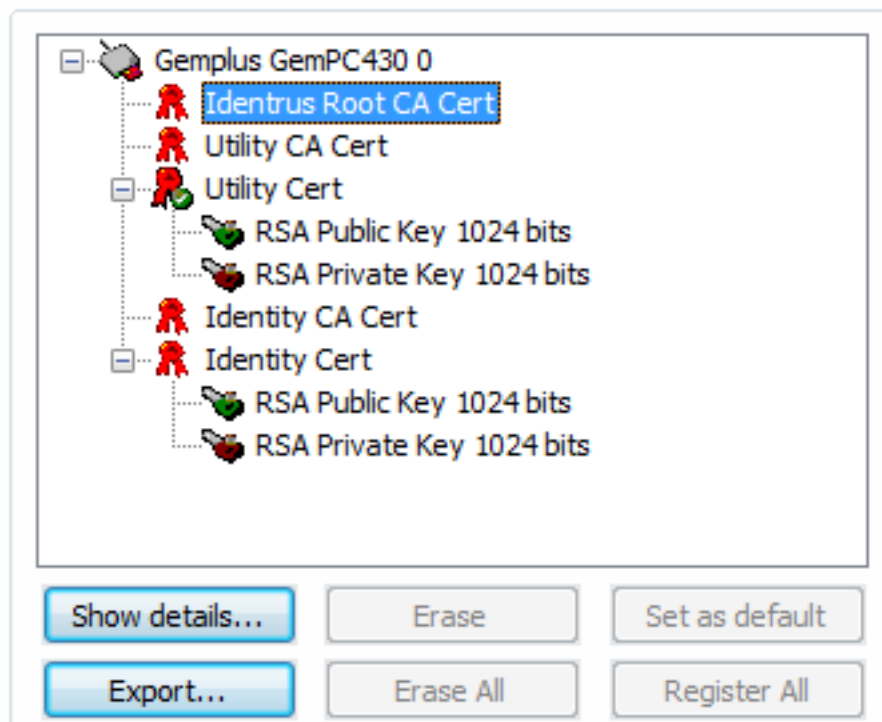 Gemplus GemPC430 0
Identrus Root CA Cert
Utility CA Cert
Utility Cert
RSA Public Key 1024 bits
RSA Private Key 1024 bits
Identity CA Cert
Identity Cert
RSA Public Key 1024 bits
RSA Private Key 1024 bits
Show details... Erase Set as default
Export... Erase All Register All